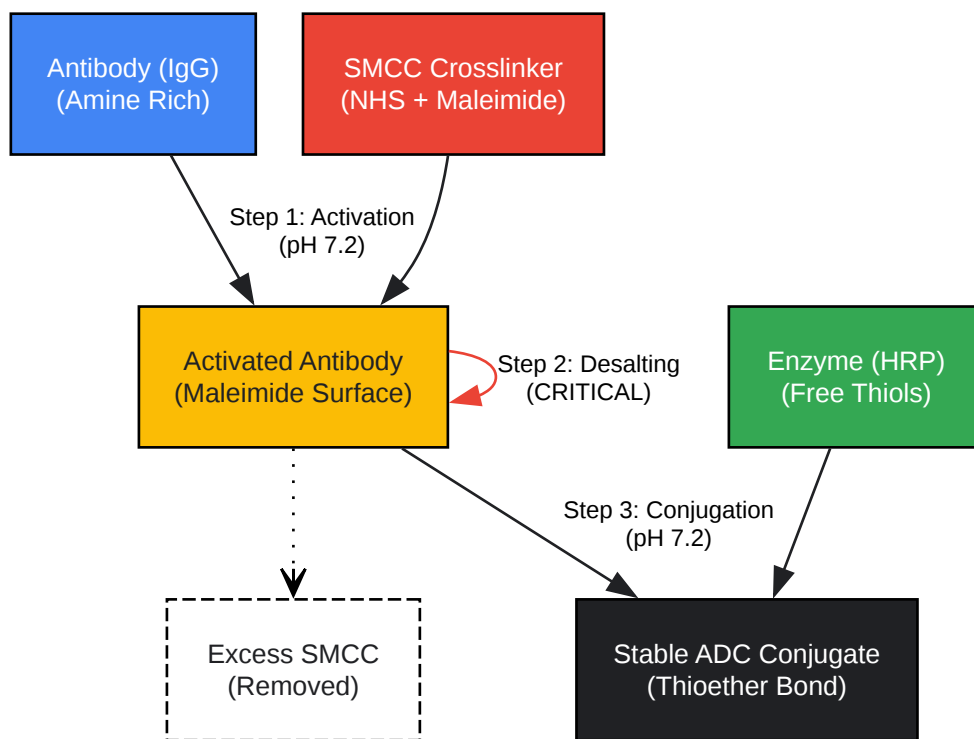 Antibody (IgG)
(Amine Rich)
SMCC Crosslinker
(NHS + Maleimide)
Step 1: Activation
(pH 7.2)
Activated Antibody
(Maleimide Surface)
Step 2: Desalting
(CRITICAL)
Enzyme (HRP)
(Free Thiols)
Step 3: Conjugation
(pH 7.2)
Excess SMCC
(Removed)
Stable ADC Conjugate
(Thioether Bond)